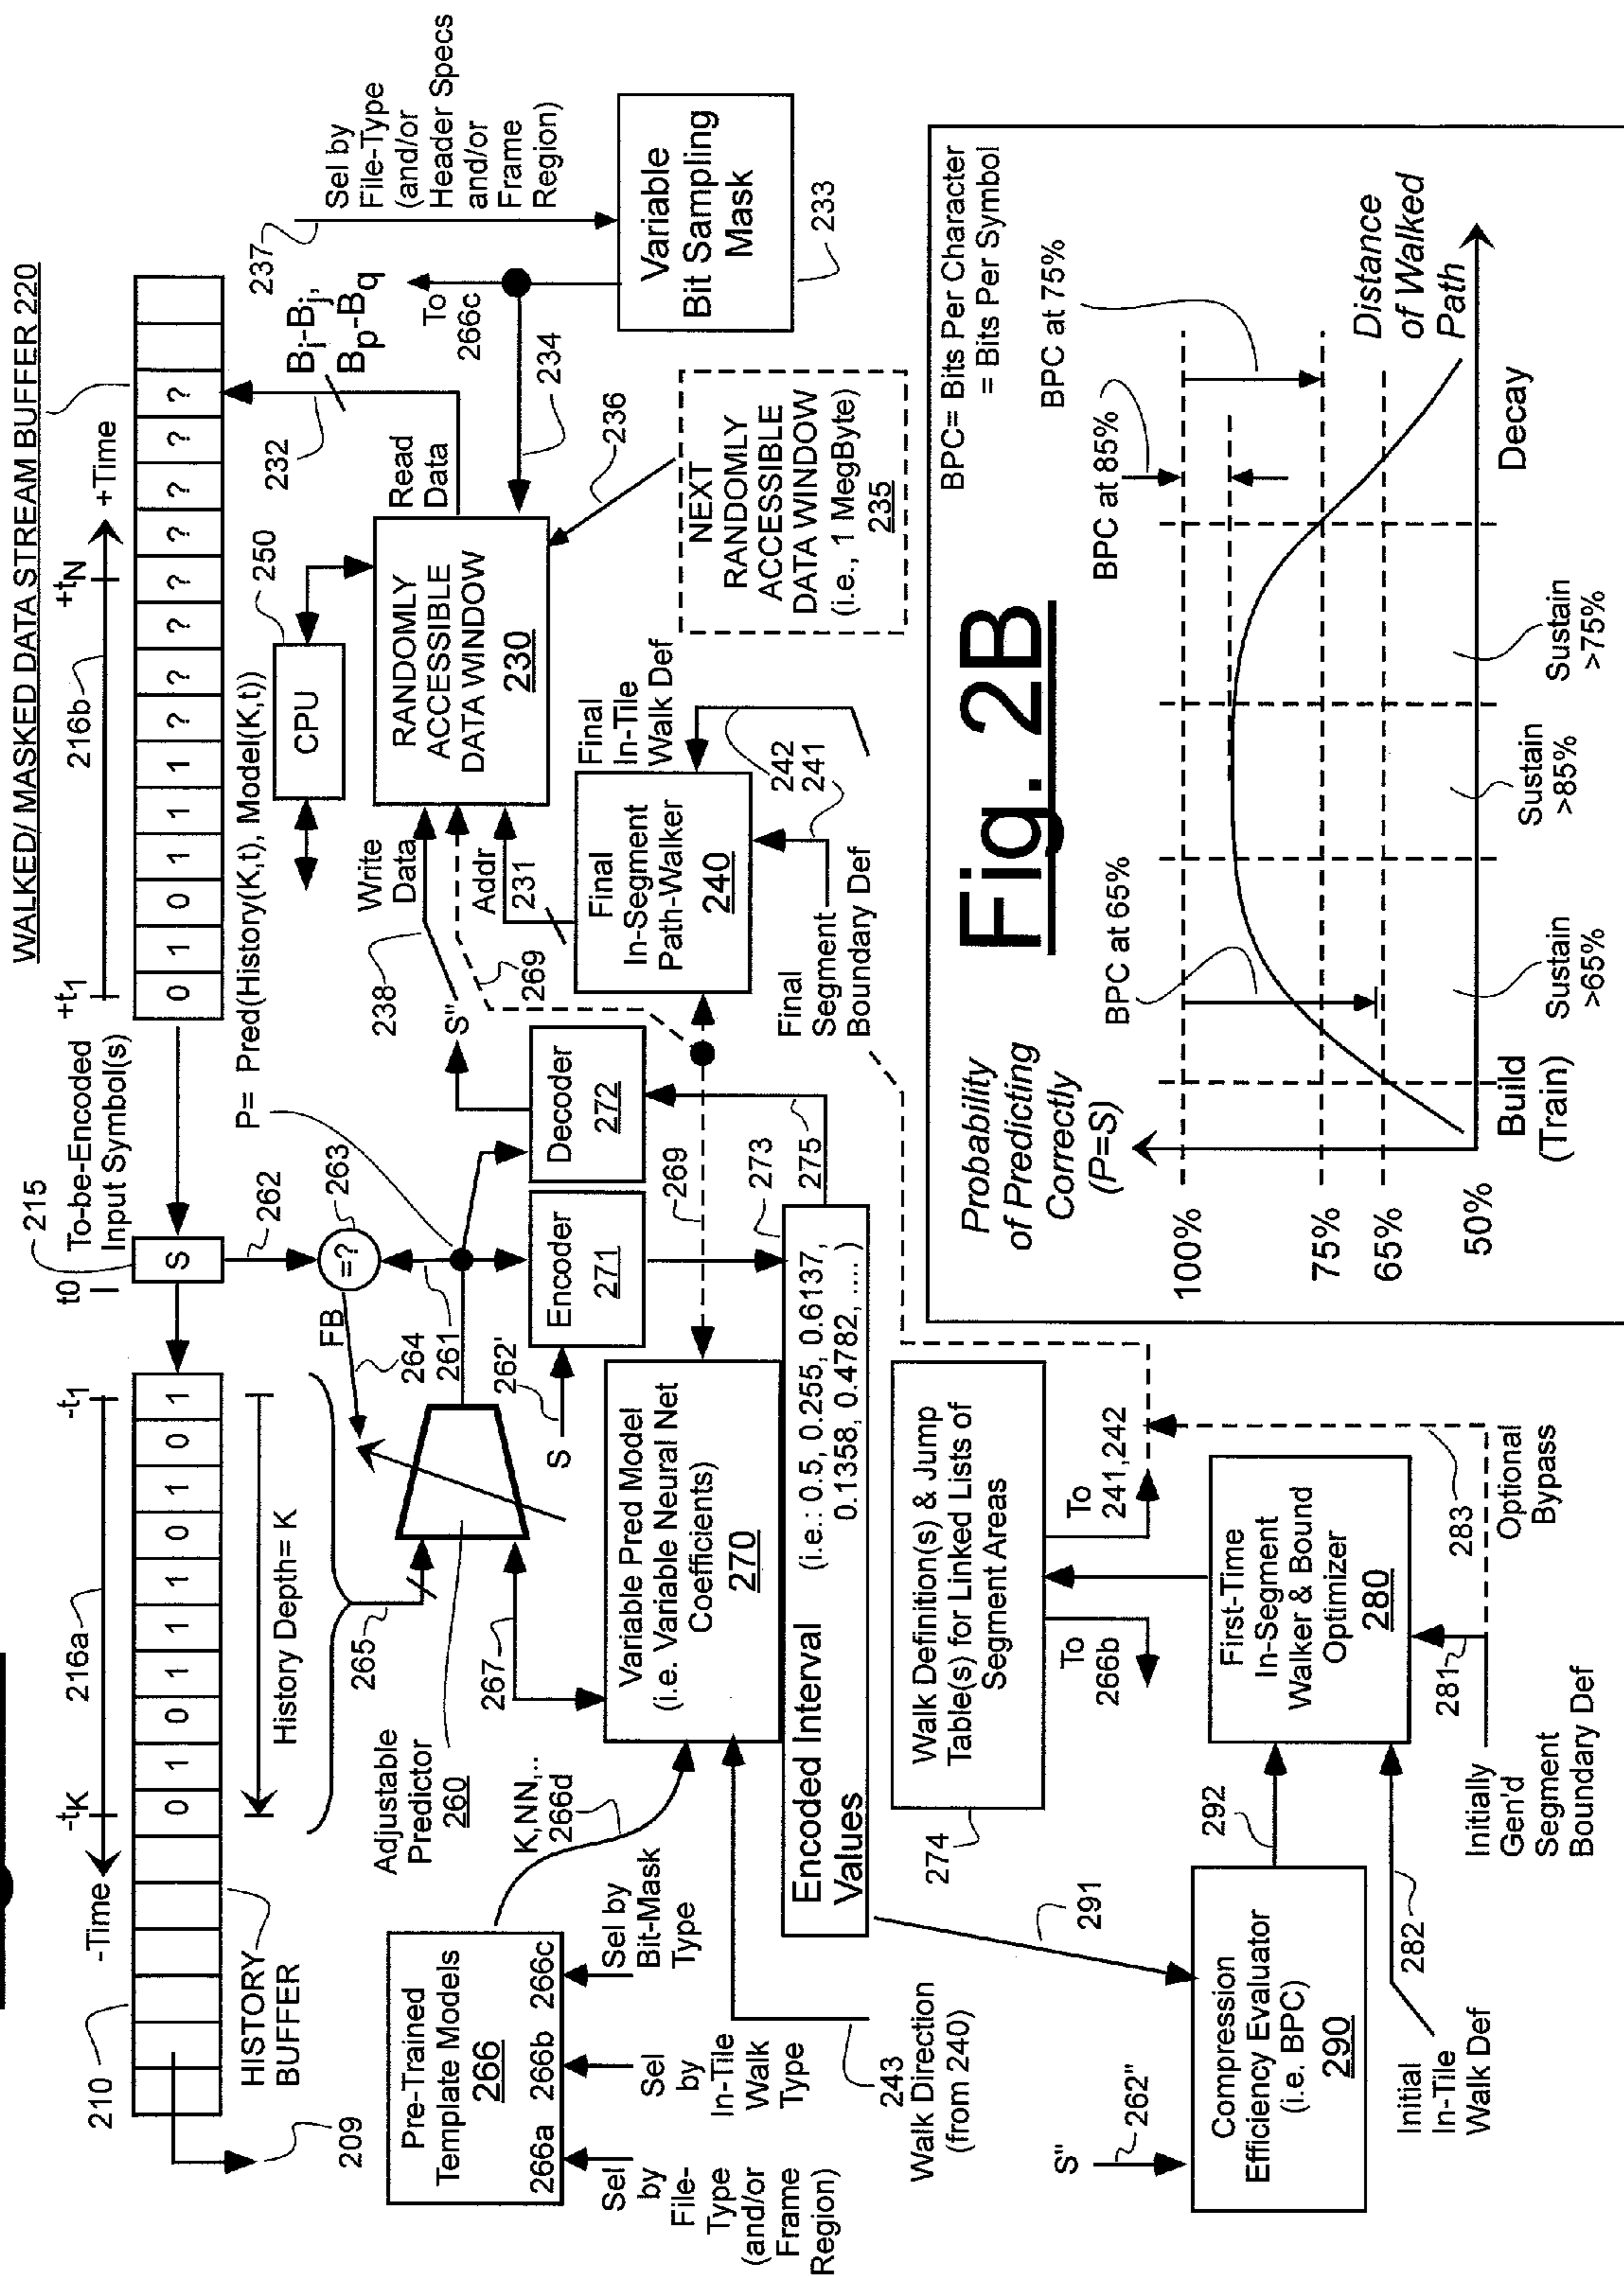 WALKED/ MASKED DATA STREAM BUFFER 220
210
-Time
-tK
216a
-t1
t0
215
To-be-Encoded
Input Symbol(s)
+t1
216b
+tN
+Time
0 1 0 1 1 1 0 1 0 1
S
0 1 0 1 1 1 ? ? ? ? ? ? ?
209
HISTORY
BUFFER
History Depth= K
262
=?
263
FB
264
261
265
P= Pred(History(K,t), Model(K,t))
CPU
250
232
Bi-Bj,
Bp-Bq
237
Sel by
File-Type
(and/or
Header Specs
and/or
Frame
Region)
To
266c
234
Variable
Bit Sampling
Mask
233
Read
Data
RANDOMLY
ACCESSIBLE
DATA WINDOW
230
236
NEXT
RANDOMLY
ACCESSIBLE
DATA WINDOW
(i.e., 1 MegByte)
235
Write
Data
238
S"
Addr
231
269
Final
In-Segment
Path-Walker
240
Final
In-Tile
Walk Def
242
241
Final
Segment
Boundary Def
Decoder
272
Encoder
271
S
262'
269
273
275
Adjustable
Predictor
260
267
Pre-Trained
Template Models
266
266a 266b 266c
K,NN,..
266d
Sel
by
File-
Type
(and/or
Frame
Region)
Sel
by
In-Tile
Walk
Type
Sel by
Bit-Mask
Type
Variable Pred Model
(i.e. Variable Neural Net
Coefficients)
270
Encoded Interval
Values
(i.e.: 0.5, 0.255, 0.6137,
0.1358, 0.4782, .... )
243
Walk Direction
(from 240)
Walk Definition(s) & Jump
Table(s) for Linked Lists of
Segment Areas
274
To
266b
To
241,242
291
S"
262"
Compression
Efficiency Evaluator
(i.e. BPC)
290
292
First-Time
In-Segment
Walker & Bound
Optimizer
280
282
Initial
In-Tile
Walk Def
281
Initially
Gen'd
Segment
Boundary Def
283
Optional
Bypass
Fig. 2B
BPC= Bits Per Character
= Bits Per Symbol
Probability
of Predicting
Correctly
(P=S)
BPC at 65%
BPC at 85%
BPC at 75%
100%
75%
65%
50%
Distance
of Walked
Path
Build
(Train)
Decay
Sustain
>65%
Sustain
>85%
Sustain
>75%